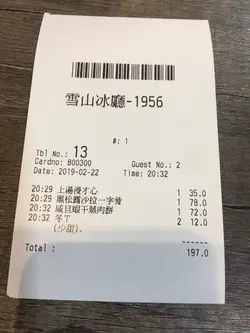 雪山冰廳-1956
#: 1
Tbl No.: 13
Cardno: 800300 Guest No.: 2
Date: 2019-02-22 Time: 20:32
20:29 上湯浸才心 1 35.0
20:29 黑松露沙拉一字骨 1 78.0
20:32 咸旦蝦干蒸肉餅 1 72.0
20:32 冬丁 2 12.0
(少甜).
Total : 197.0